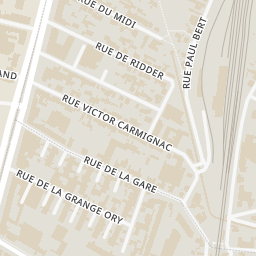 RUE DU MIDI
RUE DE RIDDER
RUE PAUL BERT
AND
RUE VICTOR CARMIGNAC
RUE DE LA GARE
RUE DE LA GRANGE ORY